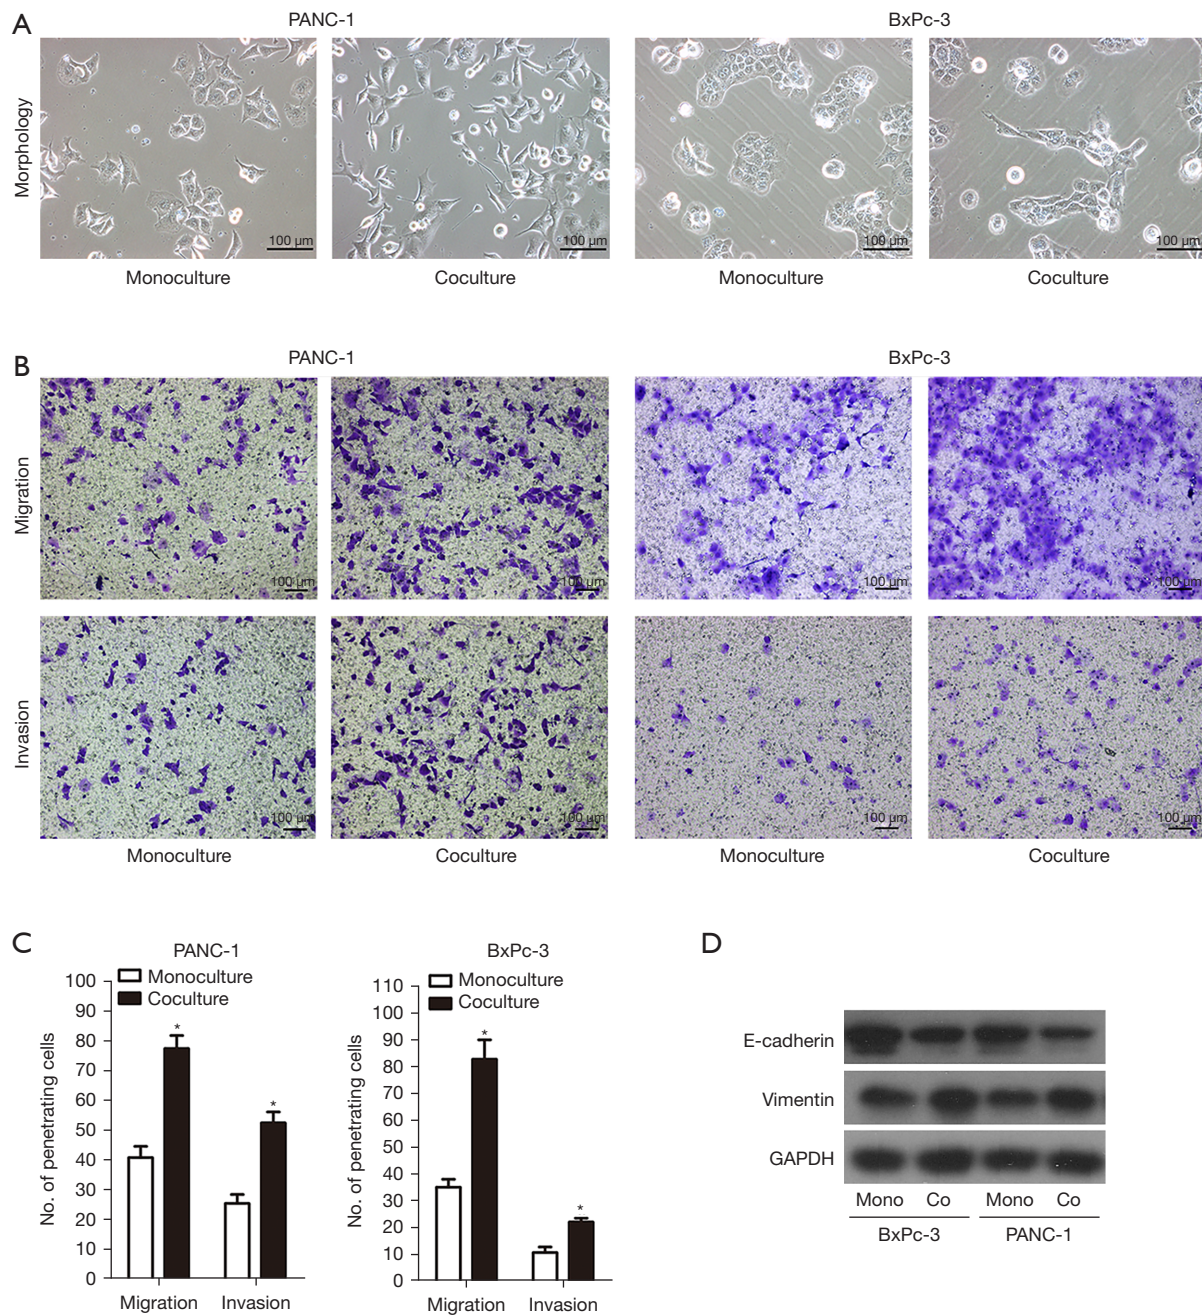 A
PANC-1
BxPc-3
Morphology
100 µm
100 µm
100 µm
100 µm
Monoculture
Coculture
Monoculture
Coculture
B
PANC-1
BxPc-3
Migration
100 µm
100 µm
100 µm
100 µm
Invasion
100 µm
100 µm
100 µm
100 µm
Monoculture
Coculture
Monoculture
Coculture
C
PANC-1
Monoculture
Coculture
No. of penetrating cells
100
90
80
70
60
50
40
30
20
10
0
*
*
Migration
Invasion
BxPc-3
Monoculture
Coculture
No. of penetrating cells
110
100
90
80
70
60
50
40
30
20
10
0
*
*
Migration
Invasion
D
E-cadherin
Vimentin
GAPDH
Mono Co Mono Co
BxPc-3 PANC-1